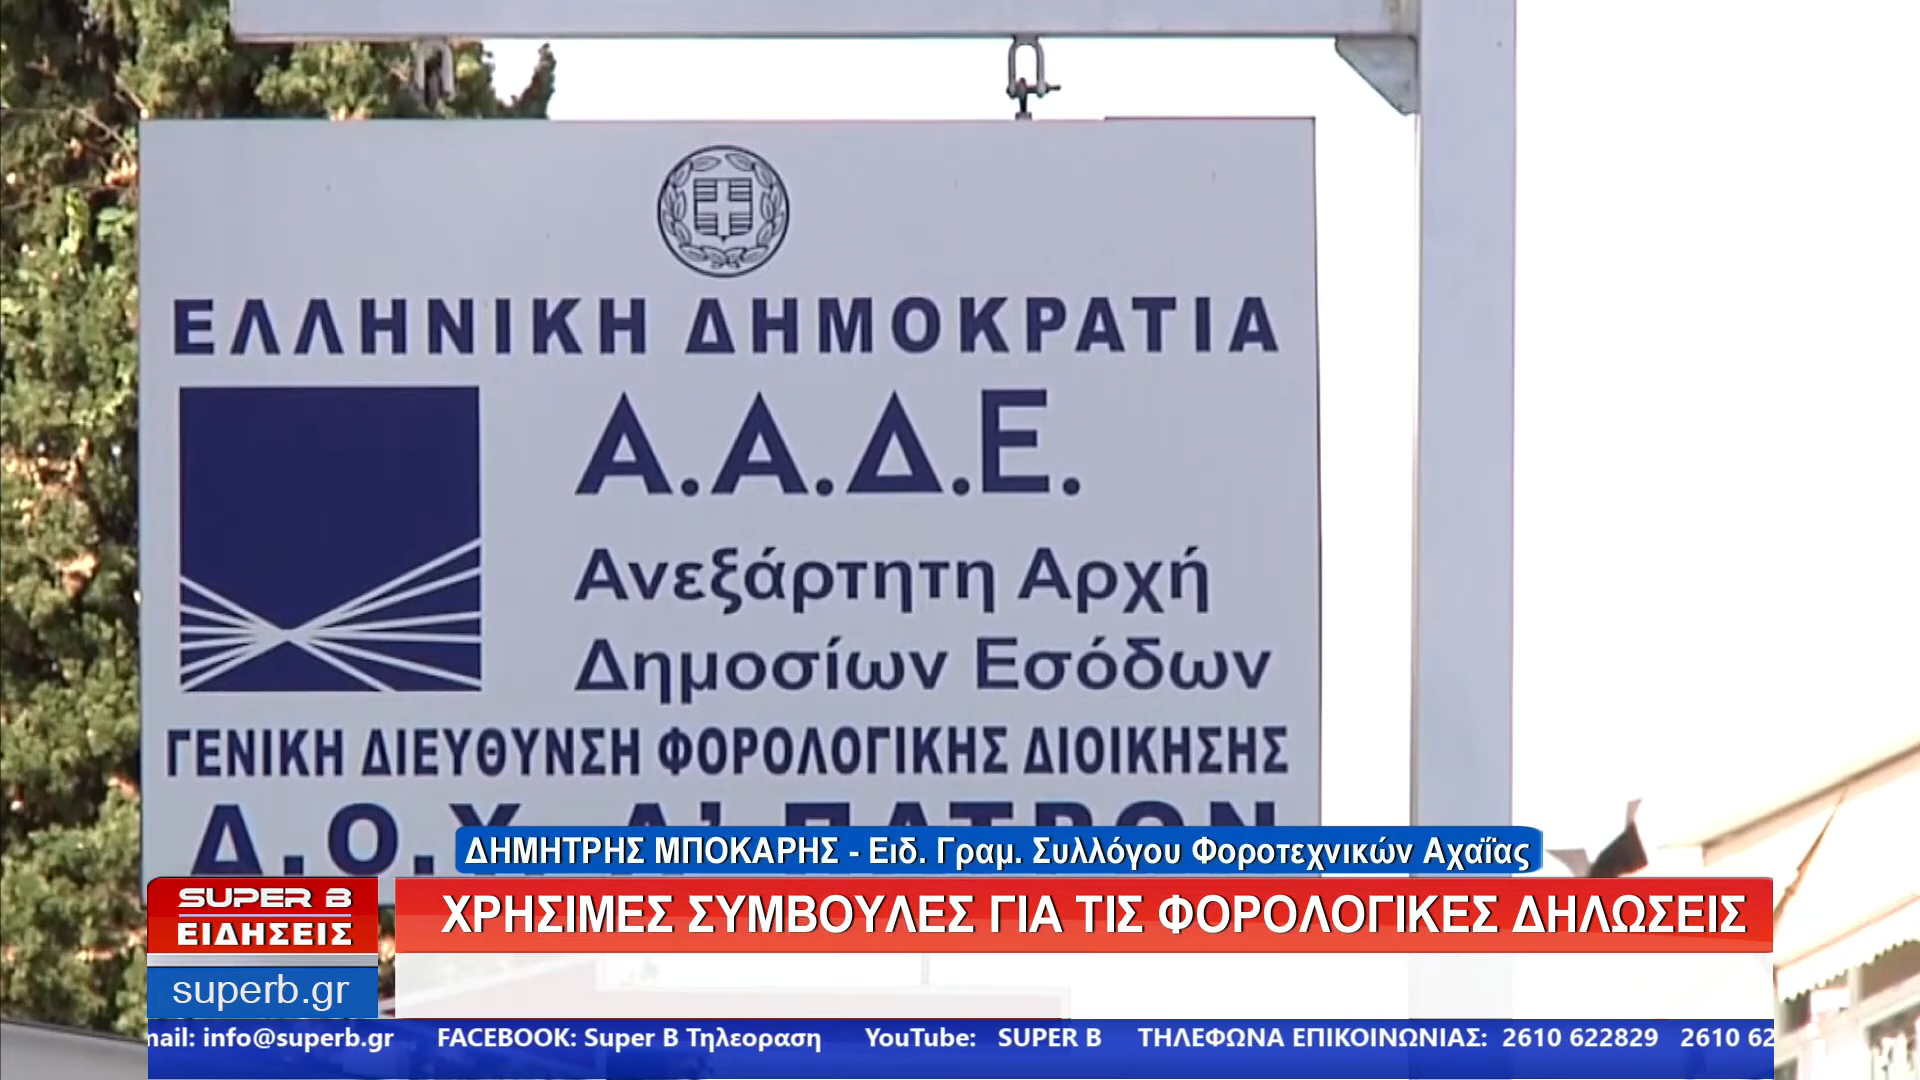 ΕΛΛΗΝΙΚΗ ΔΗΜΟΚΡΑΤΙΑ
Α.Α.Δ.Ε.
Ανεξάρτητη Αρχή
Δημοσίων Εσόδων
ΓΕΝΙΚΗ ΔΙΕΥΘΥΝΣΗ ΦΟΡΟΛΟΓΙΚΗΣ ΔΙΟΙΚΗΣΗΣ
Δ.Ο.Υ. Α' ΠΑΤΡΩΝ
ΔΗΜΗΤΡΗΣ ΜΠΟΚΑΡΗΣ - Ειδ. Γραμ. Συλλόγου Φοροτεχνικών Αχαΐας
SUPER B
ΕΙΔΗΣΕΙΣ
ΧΡΗΣΙΜΕΣ ΣΥΜΒΟΥΛΕΣ ΓΙΑ ΤΙΣ ΦΟΡΟΛΟΓΙΚΕΣ ΔΗΛΩΣΕΙΣ
superb.gr
mail: info@superb.gr FACEBOOK: Super B Τηλεοραση YouTube: SUPER B ΤΗΛΕΦΩΝΑ ΕΠΙΚΟΙΝΩΝΙΑΣ: 2610 622829 2610 62